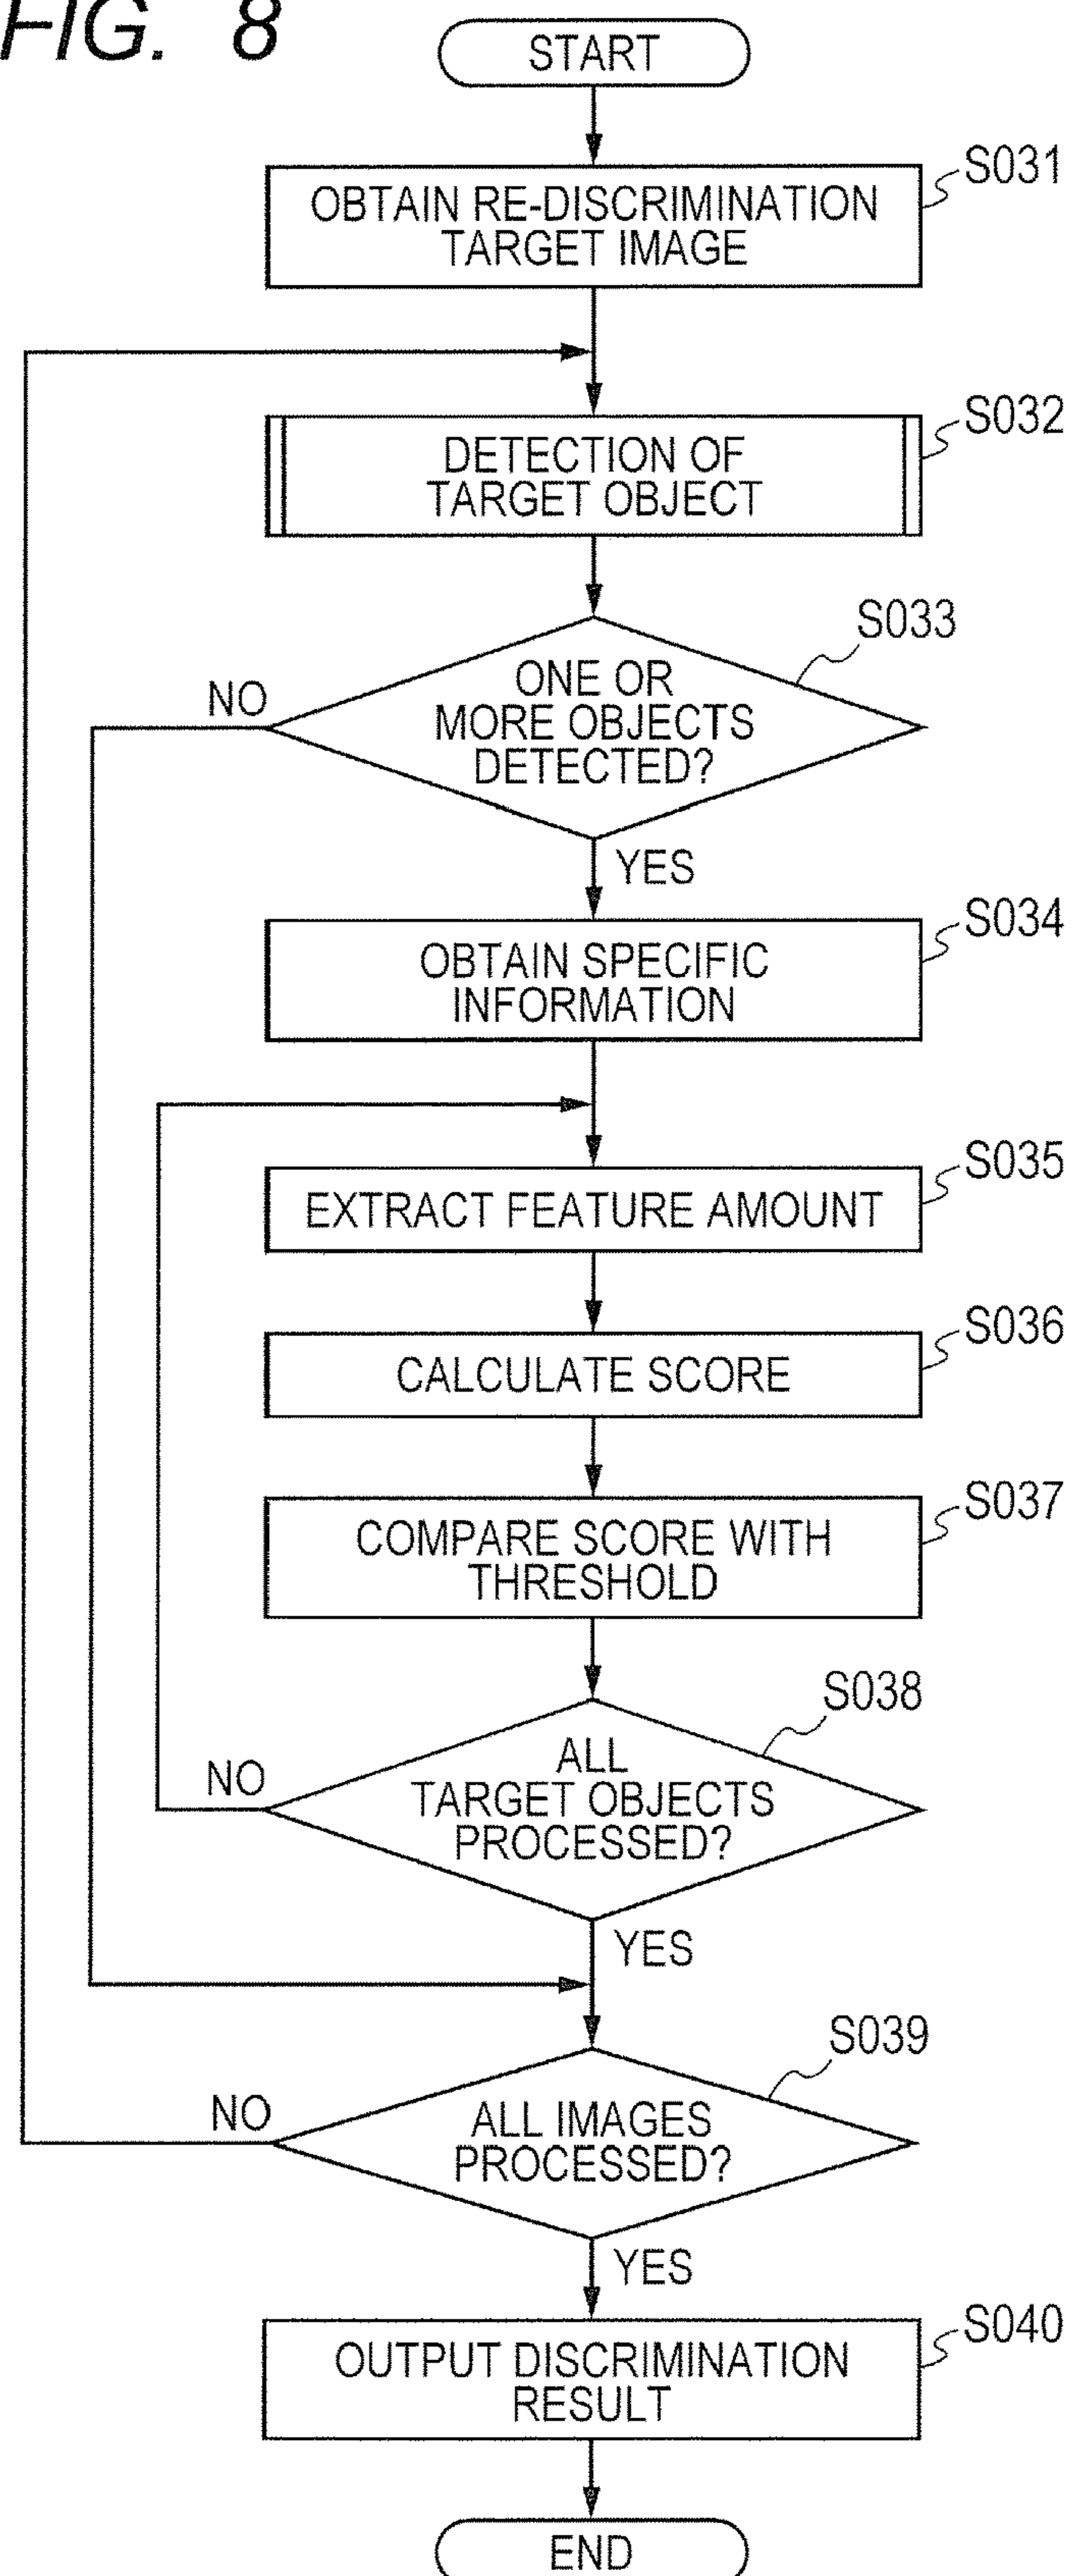 FIG. 8
START
S031
OBTAIN RE-DISCRIMINATION
TARGET IMAGE
S032
DETECTION OF
TARGET OBJECT
S033
ONE OR
MORE OBJECTS
DETECTED?
NO
YES
S034
OBTAIN SPECIFIC
INFORMATION
S035
EXTRACT FEATURE AMOUNT
S036
CALCULATE SCORE
S037
COMPARE SCORE WITH
THRESHOLD
S038
ALL
TARGET OBJECTS
PROCESSED?
NO
YES
S039
ALL IMAGES
PROCESSED?
NO
YES
S040
OUTPUT DISCRIMINATION
RESULT
END